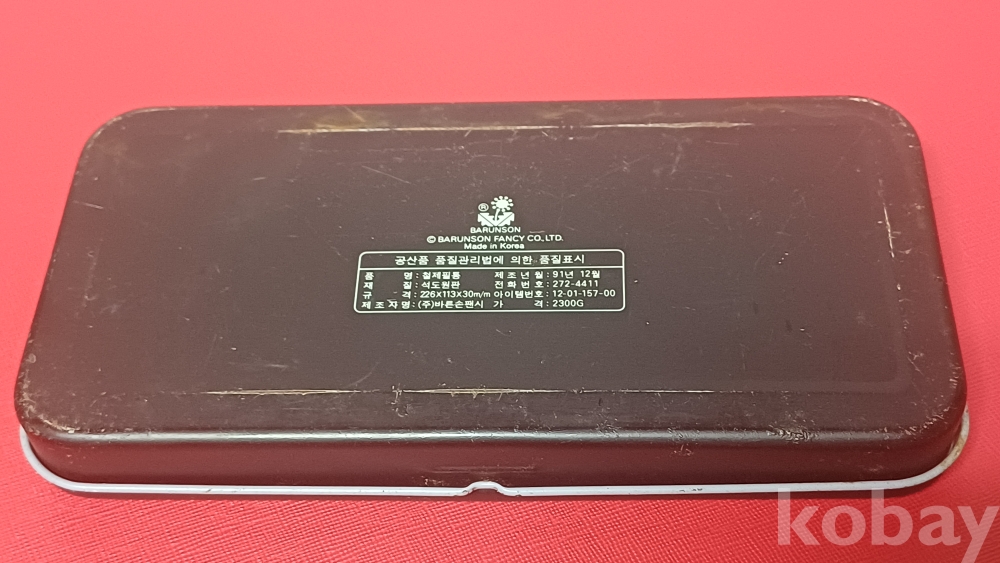 ®
BARUNSON
© BARUNSON FANCY CO., LTD.
Made in Korea
공산품 품질관리법에 의한 품질표시
품 명 : 철제필통 제 조 년 월 : 91년 12월
재 질 : 석도원판 전 화 번 호 : 272-4411
규 격 : 226X113X30m/m 아이템번호 : 12-01-157-00
제 조 자 명 : (주)바른손팬시 가 격 : 2300G
kobay